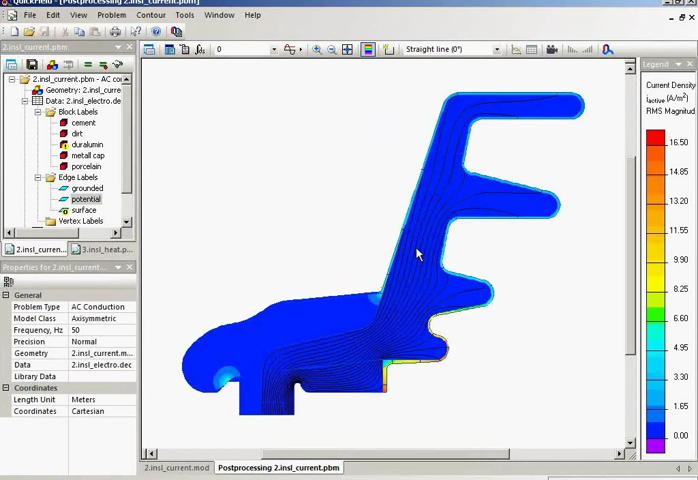 QuickField - [Postprocessing 2.insl_current.pbm]
File Edit View Problem Contour Tools Window Help
0
Straight line (0°)
2.insl_current.pbm
2.insl_current.pbm - AC con
Geometry: 2.insl_curre
Data: 2.insl_electro.de
Block Labels
cement
dirt
duralumin
metall cap
porcelain
Edge Labels
grounded
potential
surface
Vertex Labels
2.insl_curren...
3.insl_heat.p...
Properties for 2.insl_current...
General
Problem Type AC Conduction
Model Class Axisymmetric
Frequency, Hz 50
Precision Normal
Geometry 2.insl_current.m...
Data 2.insl_electro.dec
Library Data
Coordinates
Length Unit Meters
Coordinates Cartesian
2.insl_current.mod
Postprocessing 2.insl_current.pbm
Legend
Current Density
iactive (A/m²)
RMS Magnitud
16.50
14.85
13.20
11.55
9.90
8.25
6.60
4.95
3.30
1.65
0.00